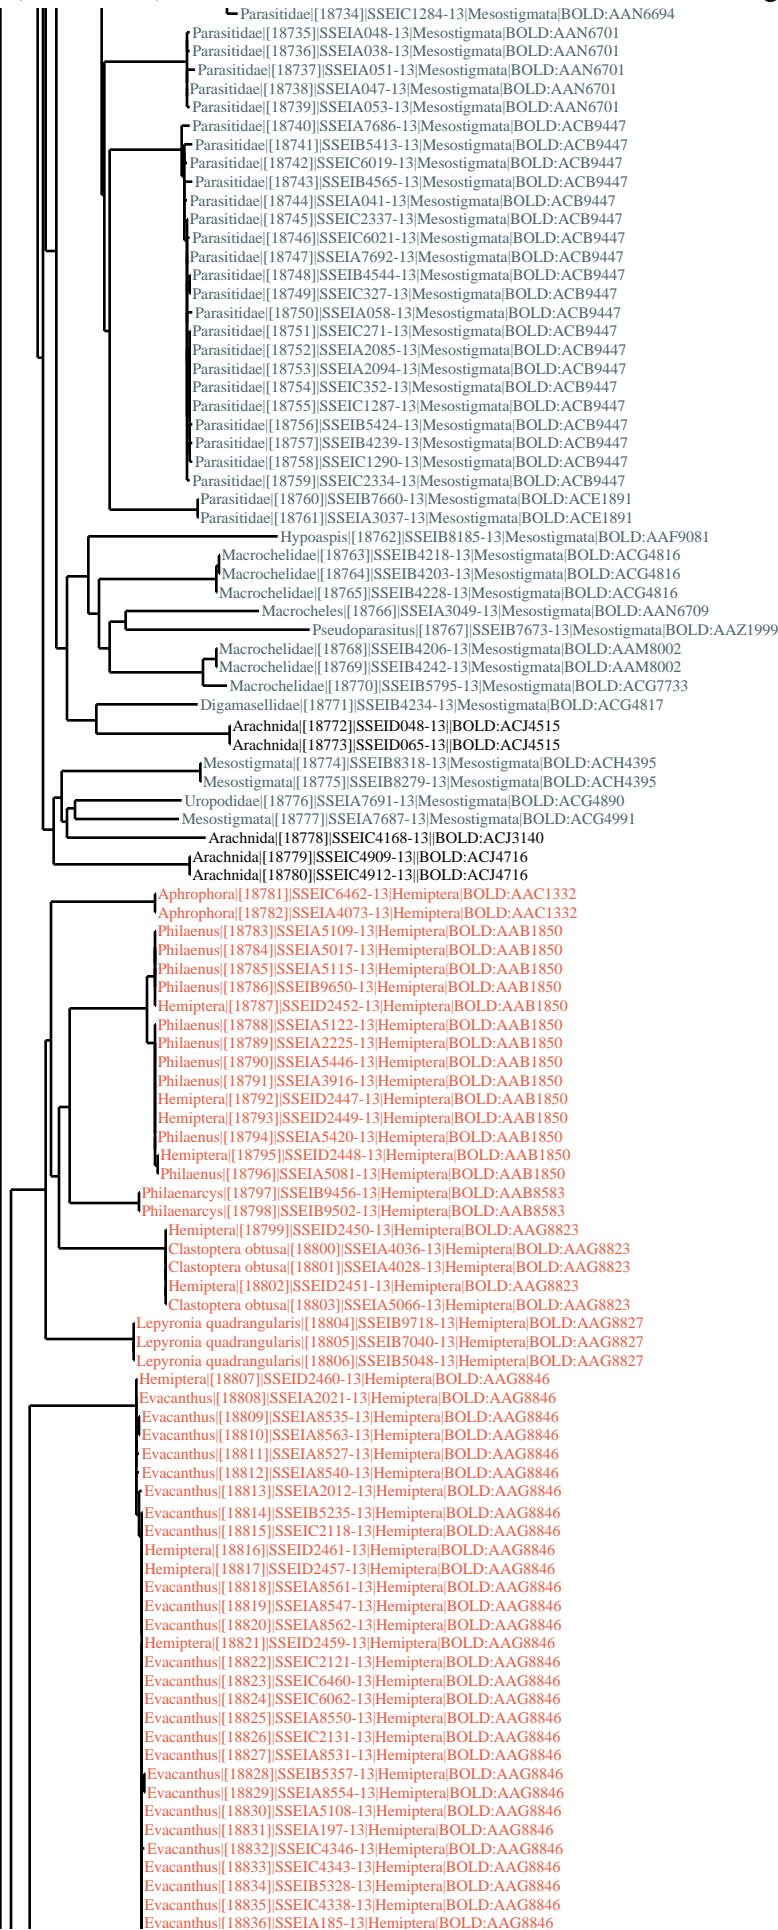 Parasitidae|[18734]|SSEIC1284-13|Mesostigmata|BOLD:AAN6694
Parasitidae|[18735]|SSEIA048-13|Mesostigmata|BOLD:AAN6701
Parasitidae|[18736]|SSEIA038-13|Mesostigmata|BOLD:AAN6701
Parasitidae|[18737]|SSEIA051-13|Mesostigmata|BOLD:AAN6701
Parasitidae|[18738]|SSEIA047-13|Mesostigmata|BOLD:AAN6701
Parasitidae|[18739]|SSEIA053-13|Mesostigmata|BOLD:AAN6701
Parasitidae|[18740]|SSEIA7686-13|Mesostigmata|BOLD:ACB9447
Parasitidae|[18741]|SSEIB5413-13|Mesostigmata|BOLD:ACB9447
Parasitidae|[18742]|SSEIC6019-13|Mesostigmata|BOLD:ACB9447
Parasitidae|[18743]|SSEIB4565-13|Mesostigmata|BOLD:ACB9447
Parasitidae|[18744]|SSEIA041-13|Mesostigmata|BOLD:ACB9447
Parasitidae|[18745]|SSEIC2337-13|Mesostigmata|BOLD:ACB9447
Parasitidae|[18746]|SSEIC6021-13|Mesostigmata|BOLD:ACB9447
Parasitidae|[18747]|SSEIA7692-13|Mesostigmata|BOLD:ACB9447
Parasitidae|[18748]|SSEIB4544-13|Mesostigmata|BOLD:ACB9447
Parasitidae|[18749]|SSEIC327-13|Mesostigmata|BOLD:ACB9447
Parasitidae|[18750]|SSEIA058-13|Mesostigmata|BOLD:ACB9447
Parasitidae|[18751]|SSEIC271-13|Mesostigmata|BOLD:ACB9447
Parasitidae|[18752]|SSEIA2085-13|Mesostigmata|BOLD:ACB9447
Parasitidae|[18753]|SSEIA2094-13|Mesostigmata|BOLD:ACB9447
Parasitidae|[18754]|SSEIC352-13|Mesostigmata|BOLD:ACB9447
Parasitidae|[18755]|SSEIC1287-13|Mesostigmata|BOLD:ACB9447
Parasitidae|[18756]|SSEIB5424-13|Mesostigmata|BOLD:ACB9447
Parasitidae|[18757]|SSEIB4239-13|Mesostigmata|BOLD:ACB9447
Parasitidae|[18758]|SSEIC1290-13|Mesostigmata|BOLD:ACB9447
Parasitidae|[18759]|SSEIC2334-13|Mesostigmata|BOLD:ACB9447
Parasitidae|[18760]|SSEIB7660-13|Mesostigmata|BOLD:ACE1891
Parasitidae|[18761]|SSEIA3037-13|Mesostigmata|BOLD:ACE1891
Hypoaspis|[18762]|SSEIB8185-13|Mesostigmata|BOLD:AAF9081
Macrochelidae|[18763]|SSEIB4218-13|Mesostigmata|BOLD:ACG4816
Macrochelidae|[18764]|SSEIB4203-13|Mesostigmata|BOLD:ACG4816
Macrochelidae|[18765]|SSEIB4228-13|Mesostigmata|BOLD:ACG4816
Macrocheles|[18766]|SSEIA3049-13|Mesostigmata|BOLD:AAN6709
Pseudoparasitus|[18767]|SSEIB7673-13|Mesostigmata|BOLD:AAZ1999
Macrochelidae|[18768]|SSEIB4206-13|Mesostigmata|BOLD:AAM8002
Macrochelidae|[18769]|SSEIB4242-13|Mesostigmata|BOLD:AAM8002
Macrochelidae|[18770]|SSEIB5795-13|Mesostigmata|BOLD:ACG7733
Digamasellidae|[18771]|SSEIB4234-13|Mesostigmata|BOLD:ACG4817
Arachnida|[18772]|SSEID048-13||BOLD:ACJ4515
Arachnida|[18773]|SSEID065-13||BOLD:ACJ4515
Mesostigmata|[18774]|SSEIB8318-13|Mesostigmata|BOLD:ACH4395
Mesostigmata|[18775]|SSEIB8279-13|Mesostigmata|BOLD:ACH4395
Uropodidae|[18776]|SSEIA7691-13|Mesostigmata|BOLD:ACG4890
Mesostigmata|[18777]|SSEIA7687-13|Mesostigmata|BOLD:ACG4991
Arachnida|[18778]|SSEIC4168-13||BOLD:ACJ3140
Arachnida|[18779]|SSEIC4909-13||BOLD:ACJ4716
Arachnida|[18780]|SSEIC4912-13||BOLD:ACJ4716
Aphrophora|[18781]|SSEIC6462-13|Hemiptera|BOLD:AAC1332
Aphrophora|[18782]|SSEIA4073-13|Hemiptera|BOLD:AAC1332
Philaenus|[18783]|SSEIA5109-13|Hemiptera|BOLD:AAB1850
Philaenus|[18784]|SSEIA5017-13|Hemiptera|BOLD:AAB1850
Philaenus|[18785]|SSEIA5115-13|Hemiptera|BOLD:AAB1850
Philaenus|[18786]|SSEIB9650-13|Hemiptera|BOLD:AAB1850
Hemiptera|[18787]|SSEID2452-13|Hemiptera|BOLD:AAB1850
Philaenus|[18788]|SSEIA5122-13|Hemiptera|BOLD:AAB1850
Philaenus|[18789]|SSEIA2225-13|Hemiptera|BOLD:AAB1850
Philaenus|[18790]|SSEIA5446-13|Hemiptera|BOLD:AAB1850
Philaenus|[18791]|SSEIA3916-13|Hemiptera|BOLD:AAB1850
Hemiptera|[18792]|SSEID2447-13|Hemiptera|BOLD:AAB1850
Hemiptera|[18793]|SSEID2449-13|Hemiptera|BOLD:AAB1850
Philaenus|[18794]|SSEIA5420-13|Hemiptera|BOLD:AAB1850
Hemiptera|[18795]|SSEID2448-13|Hemiptera|BOLD:AAB1850
Philaenus|[18796]|SSEIA5081-13|Hemiptera|BOLD:AAB1850
Philaenarcys|[18797]|SSEIB9456-13|Hemiptera|BOLD:AAB8583
Philaenarcys|[18798]|SSEIB9502-13|Hemiptera|BOLD:AAB8583
Hemiptera|[18799]|SSEID2450-13|Hemiptera|BOLD:AAG8823
Clastoptera obtusa|[18800]|SSEIA4036-13|Hemiptera|BOLD:AAG8823
Clastoptera obtusa|[18801]|SSEIA4028-13|Hemiptera|BOLD:AAG8823
Hemiptera|[18802]|SSEID2451-13|Hemiptera|BOLD:AAG8823
Clastoptera obtusa|[18803]|SSEIA5066-13|Hemiptera|BOLD:AAG8823
Lepyronia quadrangularis|[18804]|SSEIB9718-13|Hemiptera|BOLD:AAG8827
Lepyronia quadrangularis|[18805]|SSEIB7040-13|Hemiptera|BOLD:AAG8827
Lepyronia quadrangularis|[18806]|SSEIB5048-13|Hemiptera|BOLD:AAG8827
Hemiptera|[18807]|SSEID2460-13|Hemiptera|BOLD:AAG8846
Evacanthus|[18808]|SSEIA2021-13|Hemiptera|BOLD:AAG8846
Evacanthus|[18809]|SSEIA8535-13|Hemiptera|BOLD:AAG8846
Evacanthus|[18810]|SSEIA8563-13|Hemiptera|BOLD:AAG8846
Evacanthus|[18811]|SSEIA8527-13|Hemiptera|BOLD:AAG8846
Evacanthus|[18812]|SSEIA8540-13|Hemiptera|BOLD:AAG8846
Evacanthus|[18813]|SSEIA2012-13|Hemiptera|BOLD:AAG8846
Evacanthus|[18814]|SSEIB5235-13|Hemiptera|BOLD:AAG8846
Evacanthus|[18815]|SSEIC2118-13|Hemiptera|BOLD:AAG8846
Hemiptera|[18816]|SSEID2461-13|Hemiptera|BOLD:AAG8846
Hemiptera|[18817]|SSEID2457-13|Hemiptera|BOLD:AAG8846
Evacanthus|[18818]|SSEIA8561-13|Hemiptera|BOLD:AAG8846
Evacanthus|[18819]|SSEIA8547-13|Hemiptera|BOLD:AAG8846
Evacanthus|[18820]|SSEIA8562-13|Hemiptera|BOLD:AAG8846
Hemiptera|[18821]|SSEID2459-13|Hemiptera|BOLD:AAG8846
Evacanthus|[18822]|SSEIC2121-13|Hemiptera|BOLD:AAG8846
Evacanthus|[18823]|SSEIC6460-13|Hemiptera|BOLD:AAG8846
Evacanthus|[18824]|SSEIC6062-13|Hemiptera|BOLD:AAG8846
Evacanthus|[18825]|SSEIA8550-13|Hemiptera|BOLD:AAG8846
Evacanthus|[18826]|SSEIC2131-13|Hemiptera|BOLD:AAG8846
Evacanthus|[18827]|SSEIA8531-13|Hemiptera|BOLD:AAG8846
Evacanthus|[18828]|SSEIB5357-13|Hemiptera|BOLD:AAG8846
Evacanthus|[18829]|SSEIA8554-13|Hemiptera|BOLD:AAG8846
Evacanthus|[18830]|SSEIA5108-13|Hemiptera|BOLD:AAG8846
Evacanthus|[18831]|SSEIA197-13|Hemiptera|BOLD:AAG8846
Evacanthus|[18832]|SSEIC4346-13|Hemiptera|BOLD:AAG8846
Evacanthus|[18833]|SSEIC4343-13|Hemiptera|BOLD:AAG8846
Evacanthus|[18834]|SSEIB5328-13|Hemiptera|BOLD:AAG8846
Evacanthus|[18835]|SSEIC4338-13|Hemiptera|BOLD:AAG8846
Evacanthus|[18836]|SSEIA185-13|Hemiptera|BOLD:AAG8846